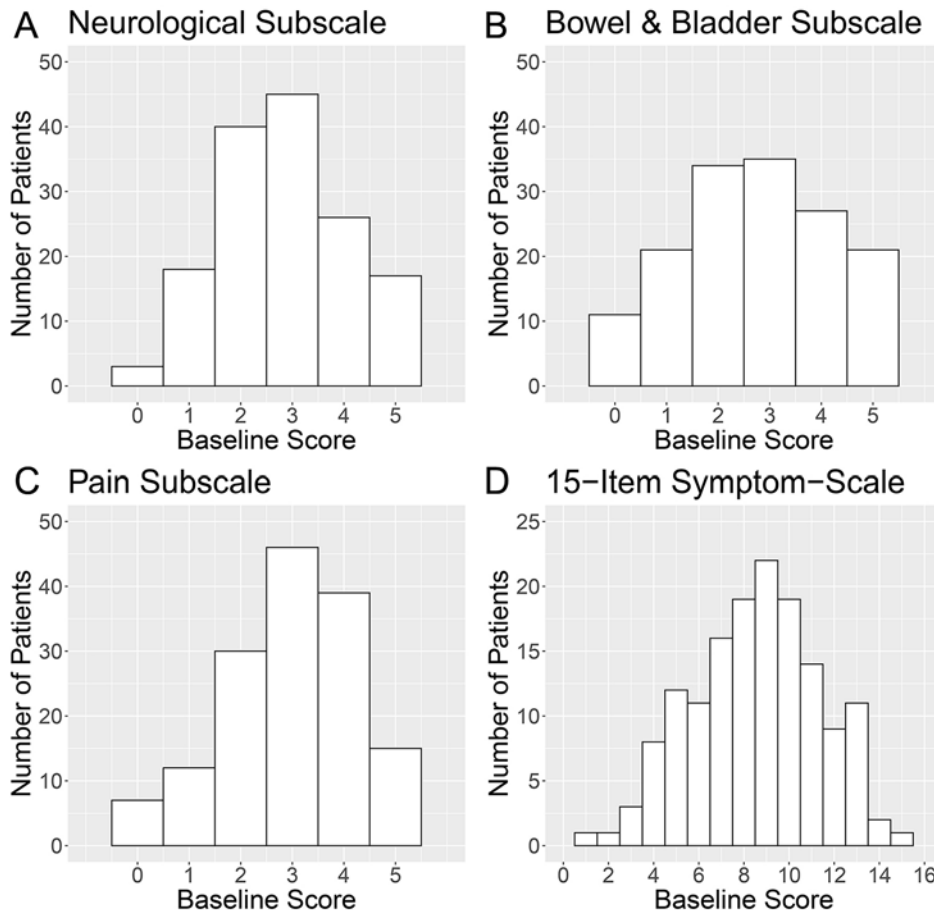 A Neurological Subscale
50
40
30
20
10
0
Number of Patients
0 1 2 3 4 5
Baseline Score
B Bowel & Bladder Subscale
50
40
30
20
10
0
Number of Patients
0 1 2 3 4 5
Baseline Score
C Pain Subscale
50
40
30
20
10
0
Number of Patients
0 1 2 3 4 5
Baseline Score
D 15−Item Symptom−Scale
25
20
15
10
5
0
Number of Patients
0 2 4 6 8 10 12 14 16
Baseline Score